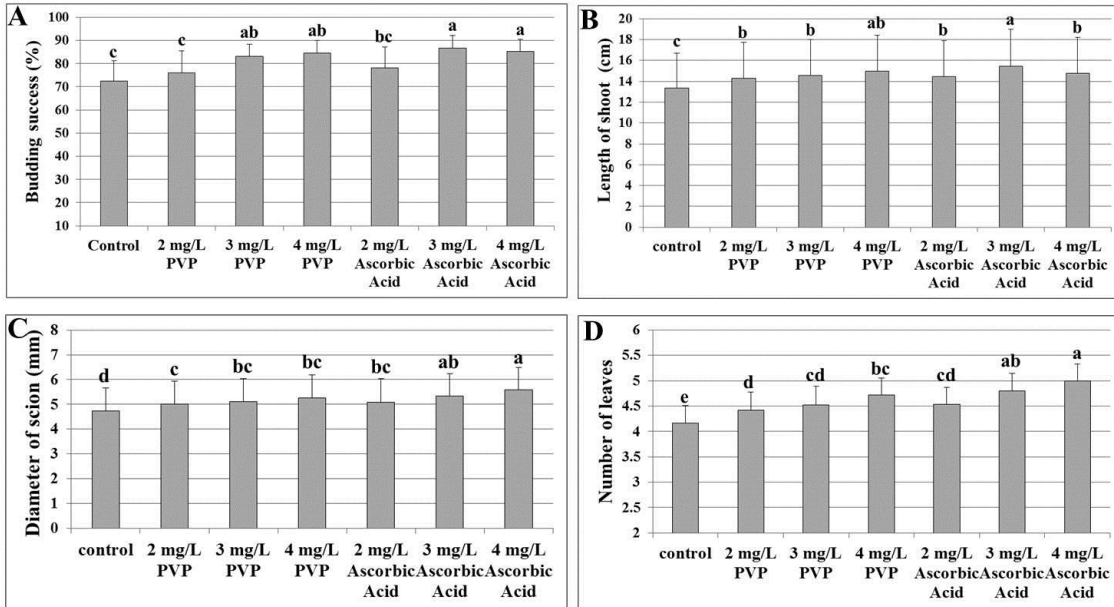 A
Budding success (%)
100
90
80
70
60
50
40
30
20
10
c
c
ab
ab
bc
a
a
Control
2 mg/L
PVP
3 mg/L
PVP
4 mg/L
PVP
2 mg/L
Ascorbic
Acid
3 mg/L
Ascorbic
Acid
4 mg/L
Ascorbic
Acid
B
Length of shoot (cm)
20
18
16
14
12
10
8
6
4
2
0
c
b
b
ab
b
a
b
control
2 mg/L
PVP
3 mg/L
PVP
4 mg/L
PVP
2 mg/L
Ascorbic
Acid
3 mg/L
Ascorbic
Acid
4 mg/L
Ascorbic
Acid
C
Diameter of scion (mm)
8
7
6
5
4
3
2
1
0
d
c
bc
bc
bc
ab
a
control
2 mg/L
PVP
3 mg/L
PVP
4 mg/L
PVP
2 mg/L
Ascorbic
Acid
3 mg/L
Ascorbic
Acid
4 mg/L
Ascorbic
Acid
D
Number of leaves
6
5.5
5
4.5
4
3.5
3
2.5
2
e
d
cd
bc
cd
ab
a
control
2 mg/L
PVP
3 mg/L
PVP
4 mg/L
PVP
2 mg/L
Ascorbic
Acid
3 mg/L
Ascorbic
Acid
4 mg/L
Ascorbic
Acid